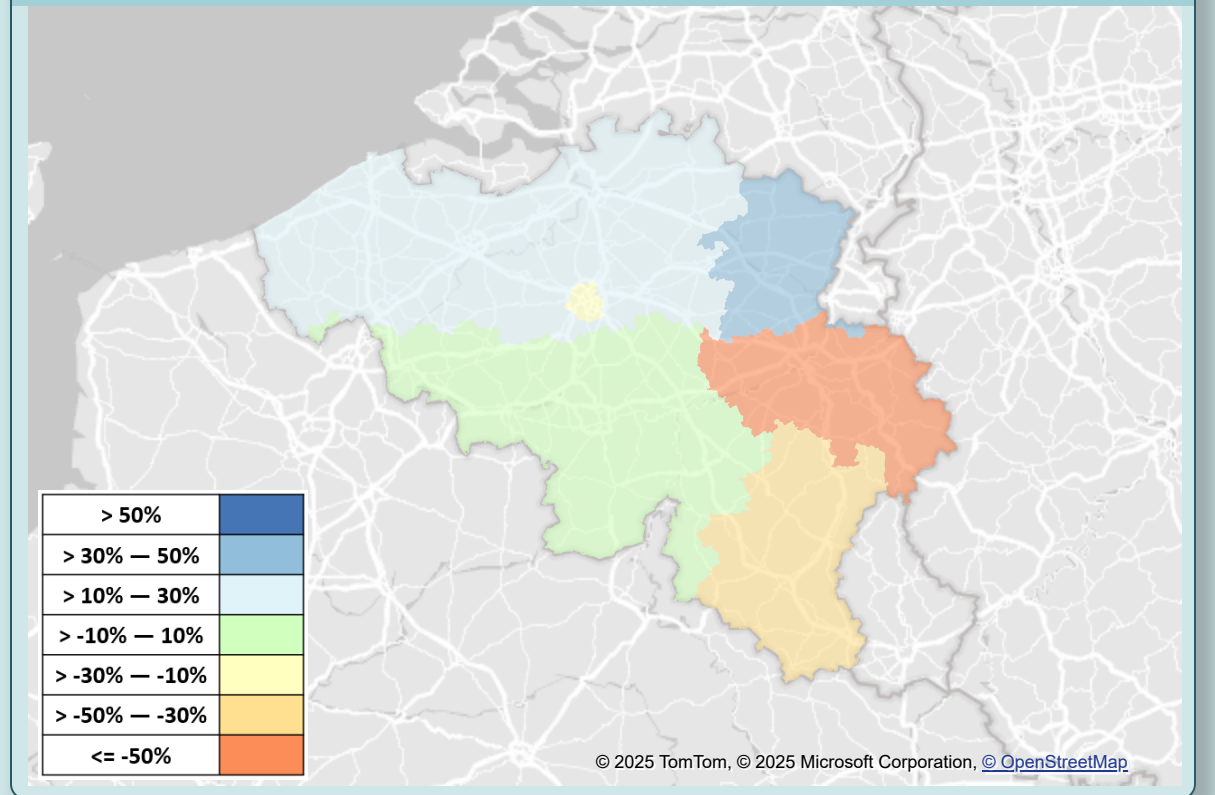 > 50%
> 30% — 50%
> 10% — 30%
> -10% — 10%
> -30% — -10%
> -50% — -30%
<= -50%
© 2025 TomTom, © 2025 Microsoft Corporation, © OpenStreetMap